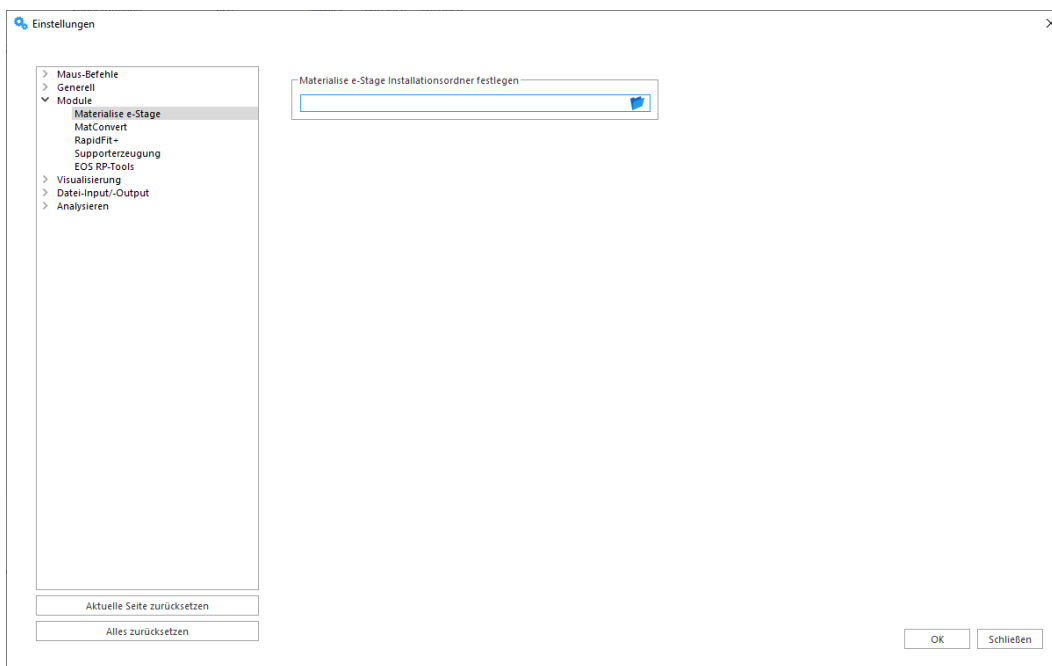 Einstellungen
Maus-Befehle
Generell
Module
Materialise e-Stage
MatConvert
RapidFit+
Supporterzeugung
EOS RP-Tools
Visualisierung
Datei-Input/-Output
Analysieren
Materialise e-Stage Installationsordner festlegen
Aktuelle Seite zurücksetzen
Alles zurücksetzen
OK
Schließen